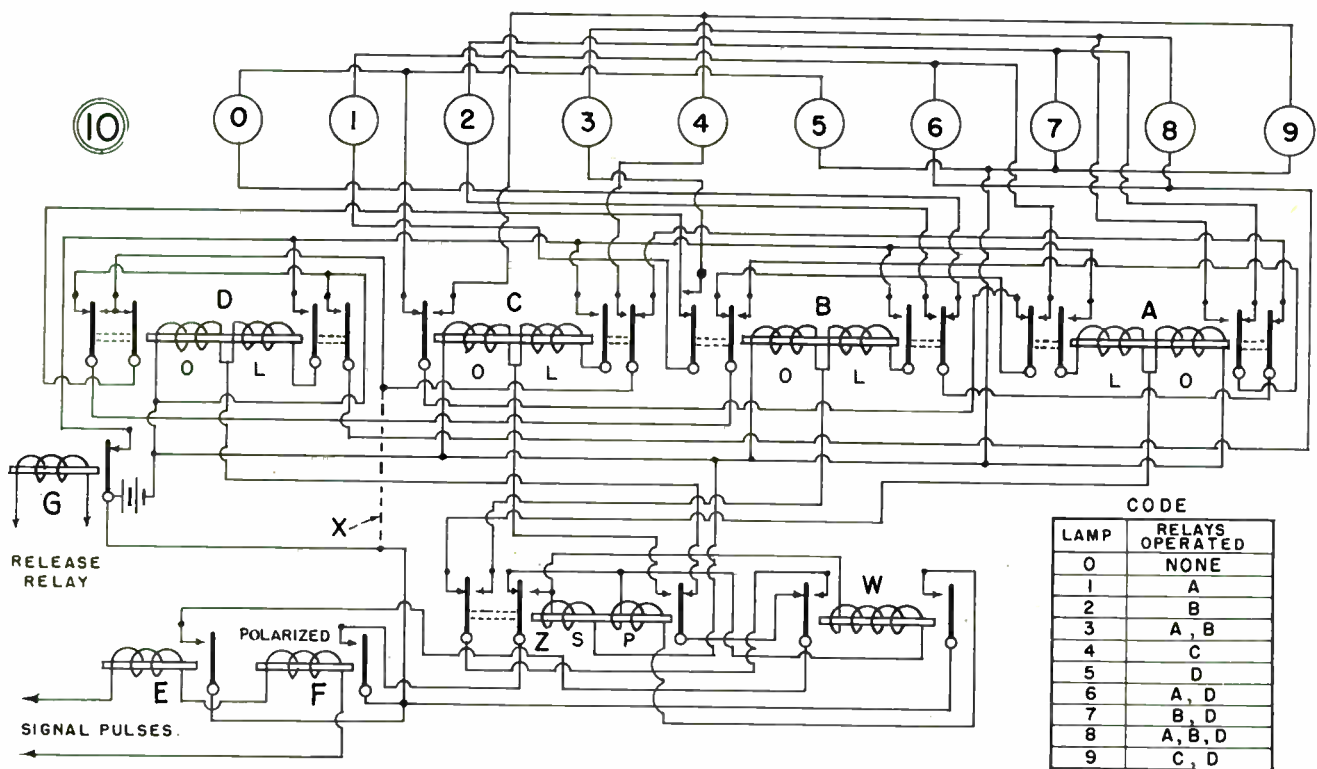 10
0 1 2 3 4 5 6 7 8 9
D C B A
O L O L O L L O
G
RELEASE
RELAY
X
CODE
LAMP RELAYS OPERATED
0 NONE
1 A
2 B
3 A, B
4 C
5 D
6 A, D
7 B, D
8 A, B, D
9 C, D
W
Z S P
POLARIZED
E F
SIGNAL PULSES.